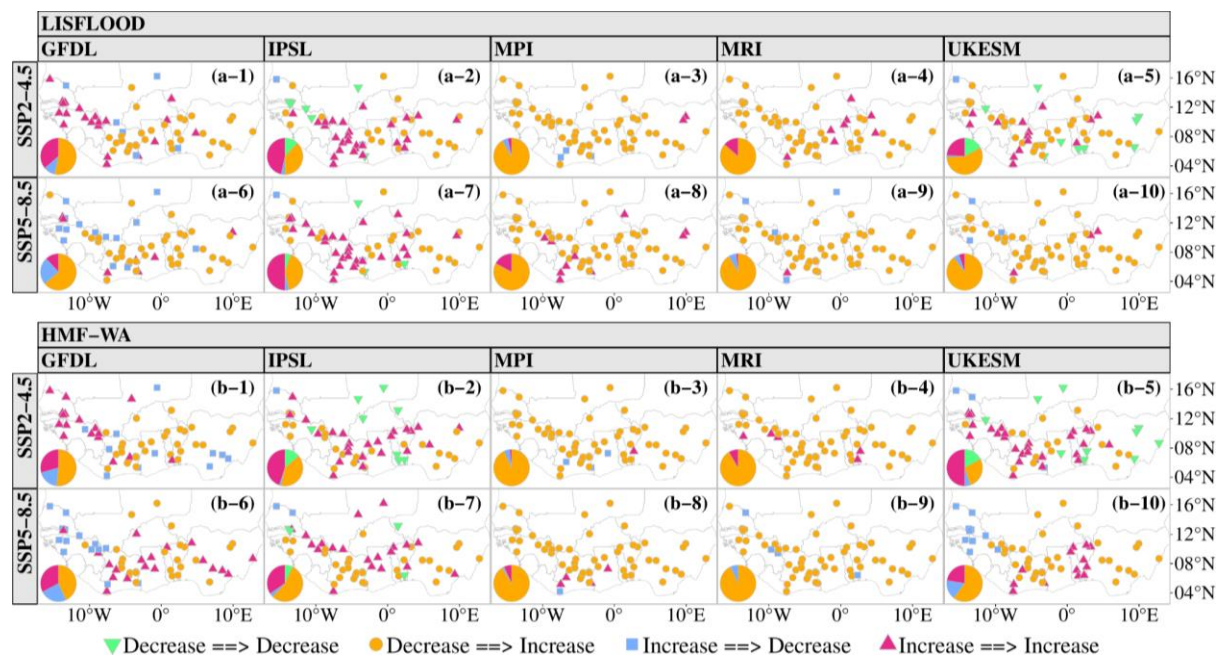 LISFLOOD
GFDL IPSL MPI MRI UKESM
SSP2−4.5
(a−1) (a−2) (a−3) (a−4) (a−5)
16°N
12°N
08°N
04°N
SSP5−8.5
(a−6) (a−7) (a−8) (a−9) (a−10)
16°N
12°N
08°N
04°N
10°W 0° 10°E 10°W 0° 10°E 10°W 0° 10°E 10°W 0° 10°E 10°W 0° 10°E
HMF−WA
GFDL IPSL MPI MRI UKESM
SSP2−4.5
(b−1) (b−2) (b−3) (b−4) (b−5)
16°N
12°N
08°N
04°N
SSP5−8.5
(b−6) (b−7) (b−8) (b−9) (b−10)
16°N
12°N
08°N
04°N
10°W 0° 10°E 10°W 0° 10°E 10°W 0° 10°E 10°W 0° 10°E 10°W 0° 10°E
Decrease ==> Decrease Decrease ==> Increase Increase ==> Decrease Increase ==> Increase